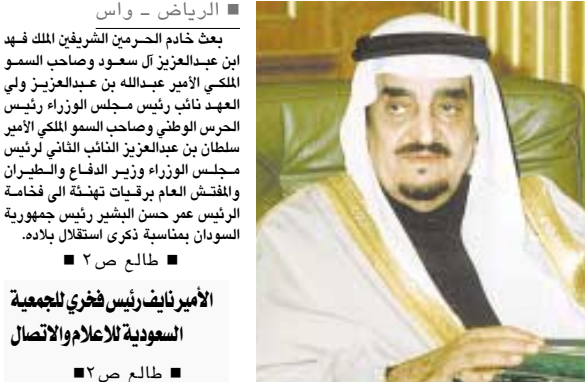 ■ الرياض ـ واس
بعث خادم الحرمين الشريفين الملك فهد
ابن عبدالعزيز آل سعود وصاحب السمو
الملكي الأمير عبدالله بن عبدالعزيز ولي
العهد نائب رئيس مجلس الوزراء رئيس
الحرس الوطني وصاحب السمو الملكي الأمير
سلطان بن عبدالعزيز النائب الثاني لرئيس
مجلس الوزراء وزير الدفاع والطيران
والمفتش العام برقيات تهنئة الى فخامة
الرئيس عمر حسن البشير رئيس جمهورية
السودان بمناسبة ذكرى استقلال بلاده.
■ طالع ص٢ ■
الأمير نايف رئيس فخري للجمعية
السعودية للاعلام والاتصال
■ طالع ص٢■